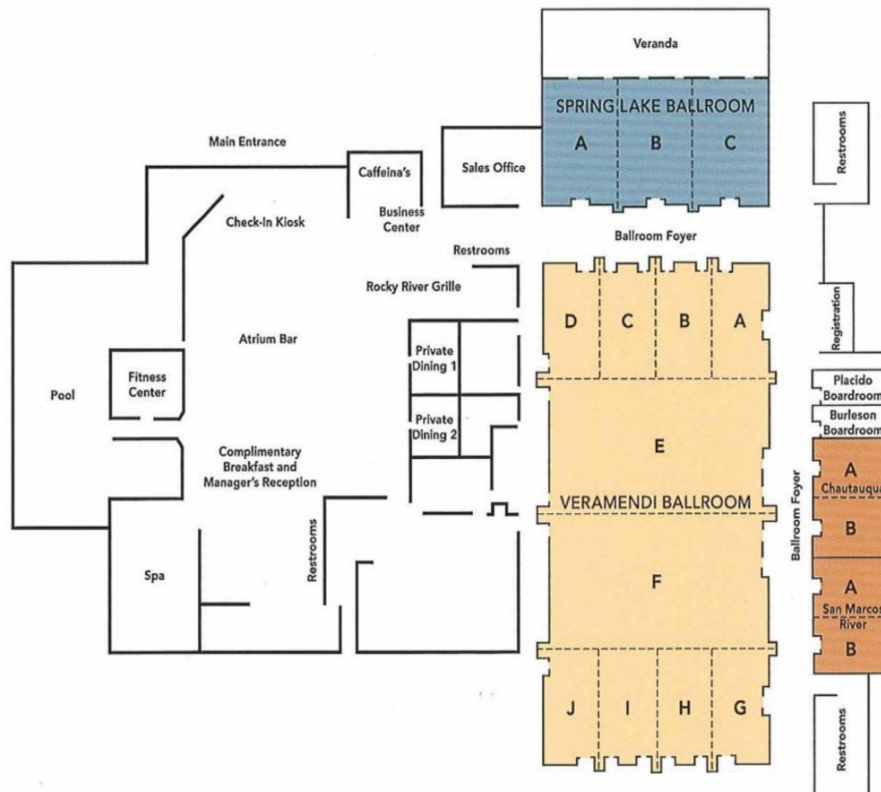 Veranda
SPRING LAKE BALLROOM
A
B
C
Restrooms
Main Entrance
Caffeina's
Sales Office
Check-In Kiosk
Business
Center
Ballroom Foyer
Restrooms
Rocky River Grille
D
C
B
A
Registration
Atrium Bar
Private
Dining 1
Placido
Boardroom
Fitness
Center
Pool
Burleson
Boardroom
Private
Dining 2
E
Complimentary
Breakfast and
Manager's Reception
A
Chautauqua
B
VERAMENDI BALLROOM
Ballroom Foyer
Restrooms
Spa
F
A
San Marcos
River
B
J
I
H
G
Restrooms